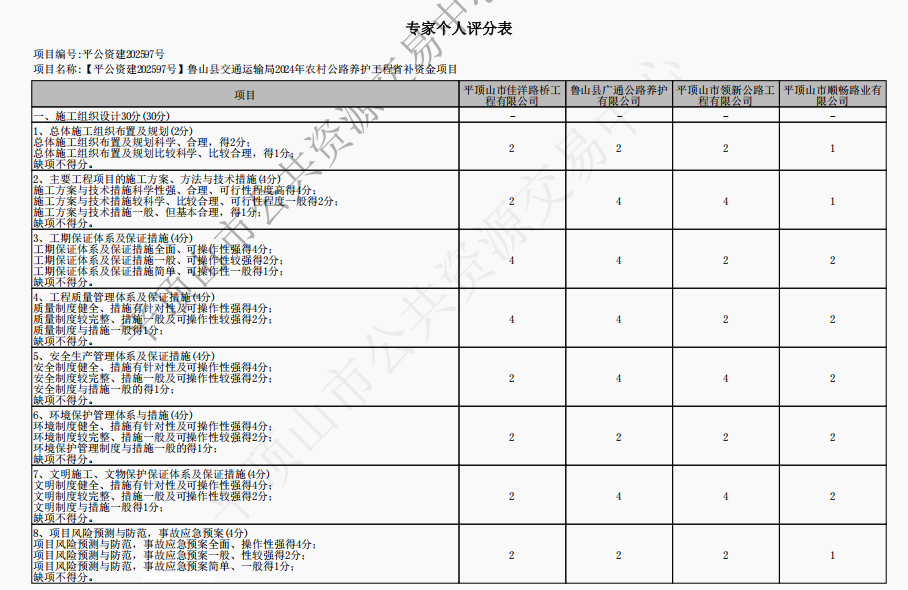 专家个人评分表
项目编号:平公资建202597号
项目名称:【平公资建202597号】鲁山县交通运输局2024年农村公路养护工程省补资金项目
项目 平顶山市佳洋路桥工程有限公司 鲁山县广通公路养护有限公司 平顶山市领新公路工程有限公司 平顶山市顺畅路业有限公司
一、施工组织设计30分(30分) - - - -
1、总体施工组织布置及规划(2分)
总体施工组织布置及规划科学、合理，得2分；
总体施工组织布置及规划比较科学、比较合理，得1分；
缺项不得分。
2 2 2 1
2、主要工程项目的施工方案、方法与技术措施(4分)
施工方案与技术措施科学性强、合理、可行性程度高得4分；
施工方案与技术措施较科学、比较合理、可行性程度一般得2分；
施工方案与技术措施一般、但基本合理，得1分；
缺项不得分。
2 4 4 1
3、工期保证体系及保证措施(4分)
工期保证体系及保证措施全面、可操作性强得4分；
工期保证体系及保证措施一般、可操作性较强得2分；
工期保证体系及保证措施简单、可操作性一般得1分；
缺项不得分。
4 4 2 2
4、工程质量管理体系及保证措施(4分)
质量制度健全、措施有针对性及可操作性强得4分；
质量制度较完整、措施一般及可操作性较强得2分；
质量制度与措施一般得1分；
缺项不得分。
4 4 2 2
5、安全生产管理体系及保证措施(4分)
安全制度健全、措施有针对性及可操作性强得4分；
安全制度较完整、措施一般及可操作性较强得2分；
安全制度与措施一般的得1分；
缺项不得分。
2 4 4 2
6、环境保护管理体系与措施(4分)
环境制度健全、措施有针对性及可操作性强得4分；
环境制度较完整、措施一般及可操作性较强得2分；
环境保护管理制度与措施一般的得1分；
缺项不得分。
2 2 2 2
7、文明施工、文物保护保证体系及保证措施(4分)
文明制度健全、措施有针对性及可操作性强得4分；
文明制度较完整、措施一般及可操作性较强得2分；
文明制度与措施一般得1分；
缺项不得分。
2 4 4 2
8、项目风险预测与防范，事故应急预案(4分)
项目风险预测与防范，事故应急预案全面、操作性强得4分；
项目风险预测与防范，事故应急预案一般、性较强得2分；
项目风险预测与防范，事故应急预案简单、一般得1分；
缺项不得分。
2 2 2 1
平顶山市公共资源交易中心
平顶山市公共资源交易中心